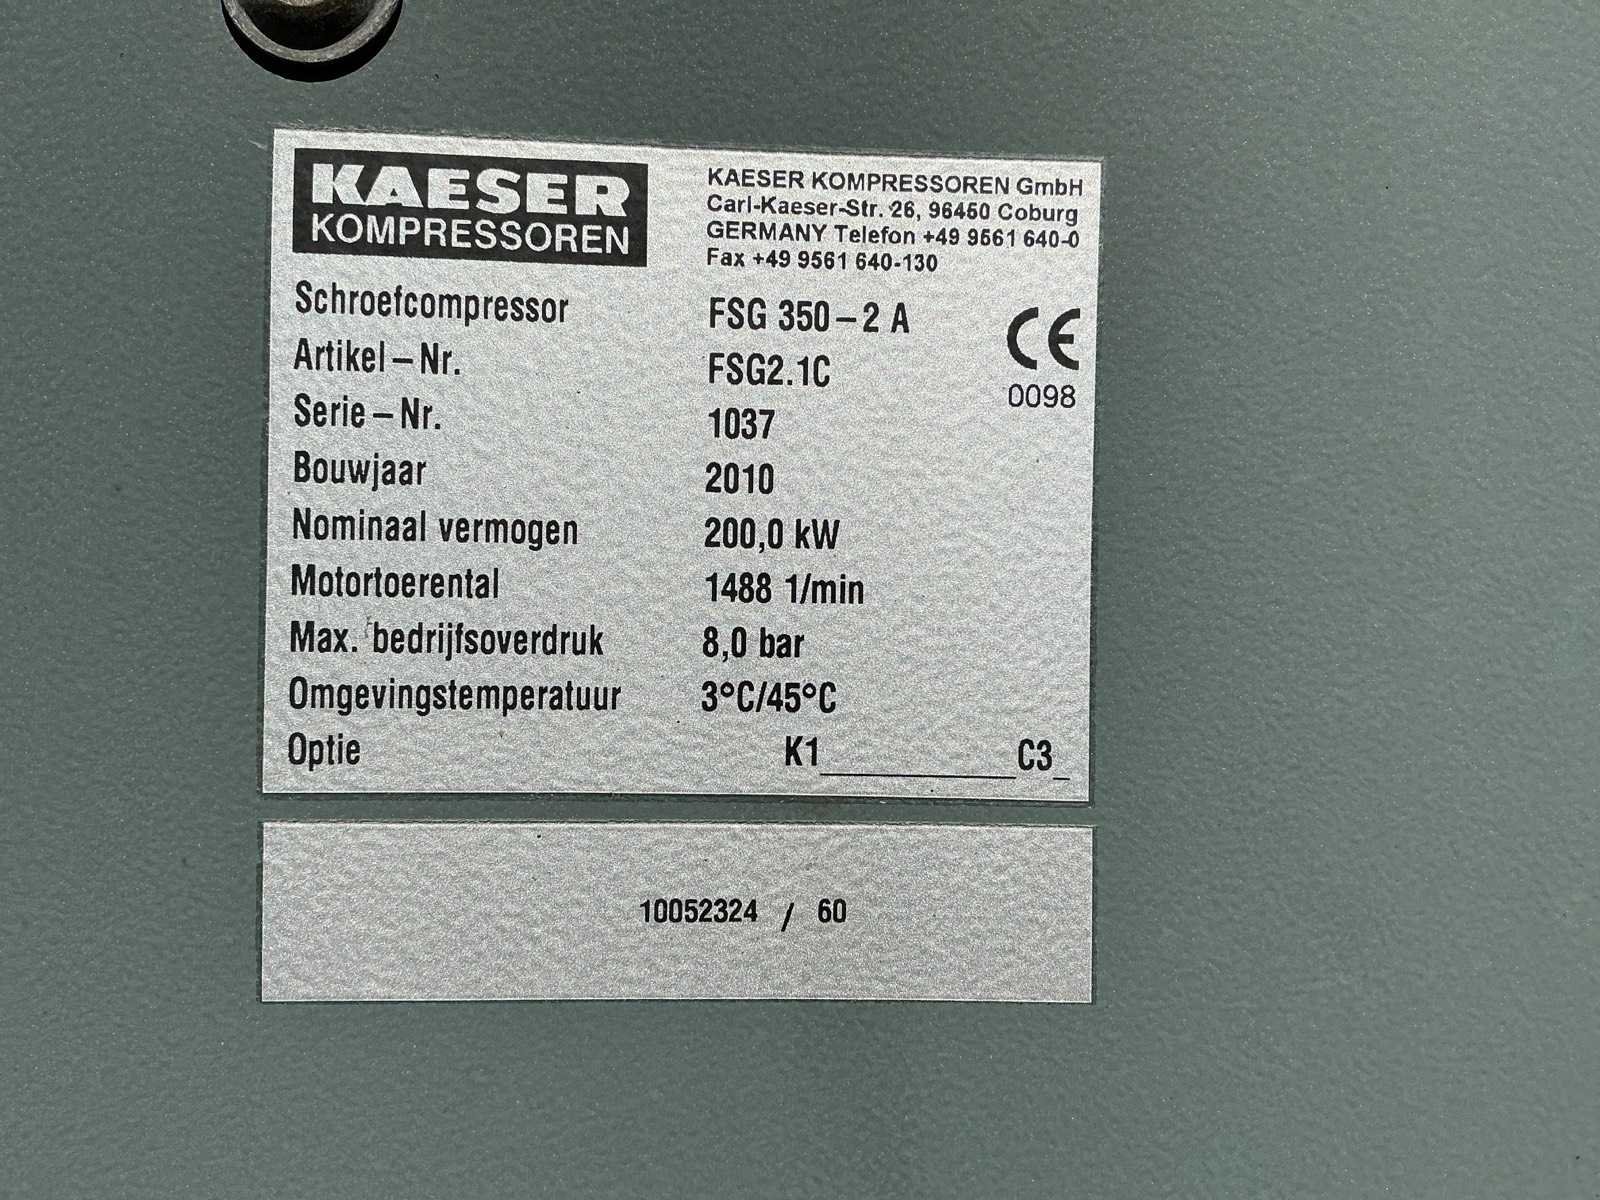 KAESER
KOMPRESSOREN
KAESER KOMPRESSOREN GmbH
Carl-Kaeser-Str. 26, 96450 Coburg
GERMANY Telefon +49 9561 640-0
Fax +49 9561 640-130
Schroefcompressor FSG 350-2 A
Artikel-Nr. FSG2.1C
Serie-Nr. 1037
Bouwjaar 2010
Nominaal vermogen 200,0 kW
Motortoerental 1488 1/min
Max. bedrijfsoverdruk 8,0 bar
Omgevingstemperatuur 3°C/45°C
Optie K1__________C3_
CE
0098
10052324 / 60